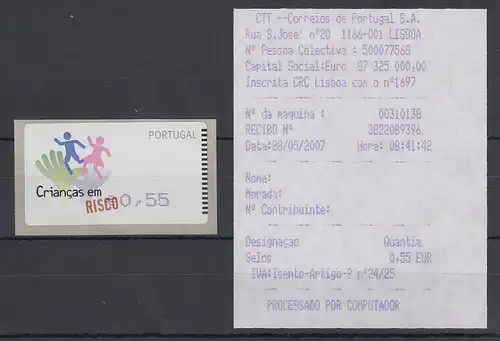 PORTUGAL
Crianças em
RISCO
0,55
CTT --Correios de Portugal S.A.
Rua S.Jose' nº20 1166-001 LISBOA
Nº Pessoa Colectiva : 500077568
Capital Social:Euro 87 325 000,00
Inscrita CRC Lisboa com o nº1697
Nº da maquina : 00310138
RECIBO Nº 3822089396
Data:28/05/2007 Hora: 08:41:42
Nome:
Morada:
Nº Contribuinte:
Designaçao Quantia
Selos 0,55 EUR
IVA:Isento-Artigo-9 nº24/25
PROCESSADO POR COMPUTADOR